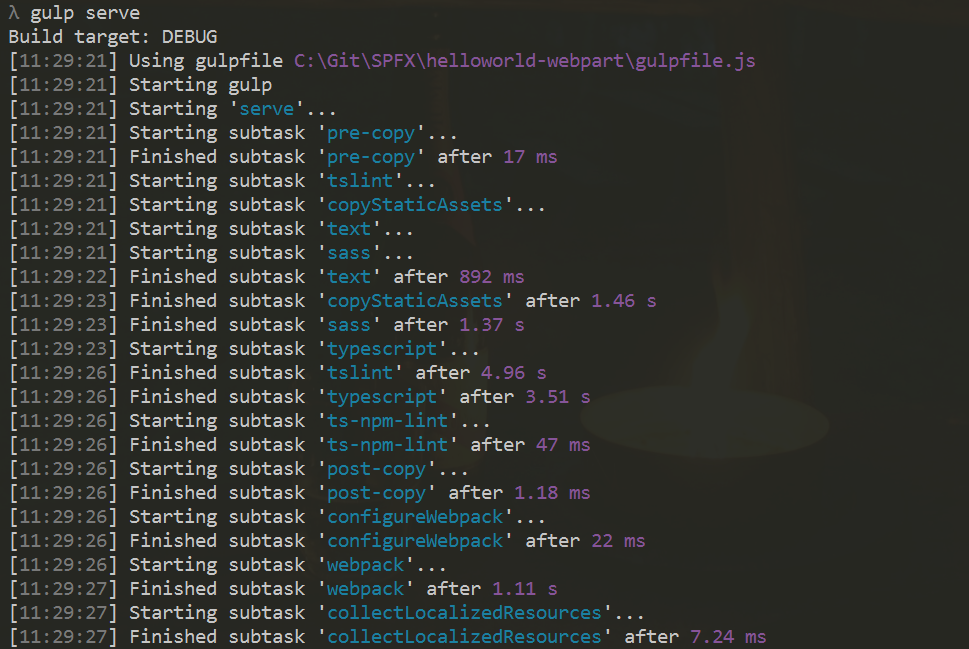 λ gulp serve
Build target: DEBUG
[11:29:21] Using gulpfile C:\Git\SPFX\helloworld-webpart\gulpfile.js
[11:29:21] Starting gulp
[11:29:21] Starting 'serve'...
[11:29:21] Starting subtask 'pre-copy'...
[11:29:21] Finished subtask 'pre-copy' after 17 ms
[11:29:21] Starting subtask 'tslint'...
[11:29:21] Starting subtask 'copyStaticAssets'...
[11:29:21] Starting subtask 'text'...
[11:29:21] Starting subtask 'sass'...
[11:29:22] Finished subtask 'text' after 892 ms
[11:29:23] Finished subtask 'copyStaticAssets' after 1.46 s
[11:29:23] Finished subtask 'sass' after 1.37 s
[11:29:23] Starting subtask 'typescript'...
[11:29:26] Finished subtask 'tslint' after 4.96 s
[11:29:26] Finished subtask 'typescript' after 3.51 s
[11:29:26] Starting subtask 'ts-npm-lint'...
[11:29:26] Finished subtask 'ts-npm-lint' after 47 ms
[11:29:26] Starting subtask 'post-copy'...
[11:29:26] Finished subtask 'post-copy' after 1.18 ms
[11:29:26] Starting subtask 'configureWebpack'...
[11:29:26] Finished subtask 'configureWebpack' after 22 ms
[11:29:26] Starting subtask 'webpack'...
[11:29:27] Finished subtask 'webpack' after 1.11 s
[11:29:27] Starting subtask 'collectLocalizedResources'...
[11:29:27] Finished subtask 'collectLocalizedResources' after 7.24 ms